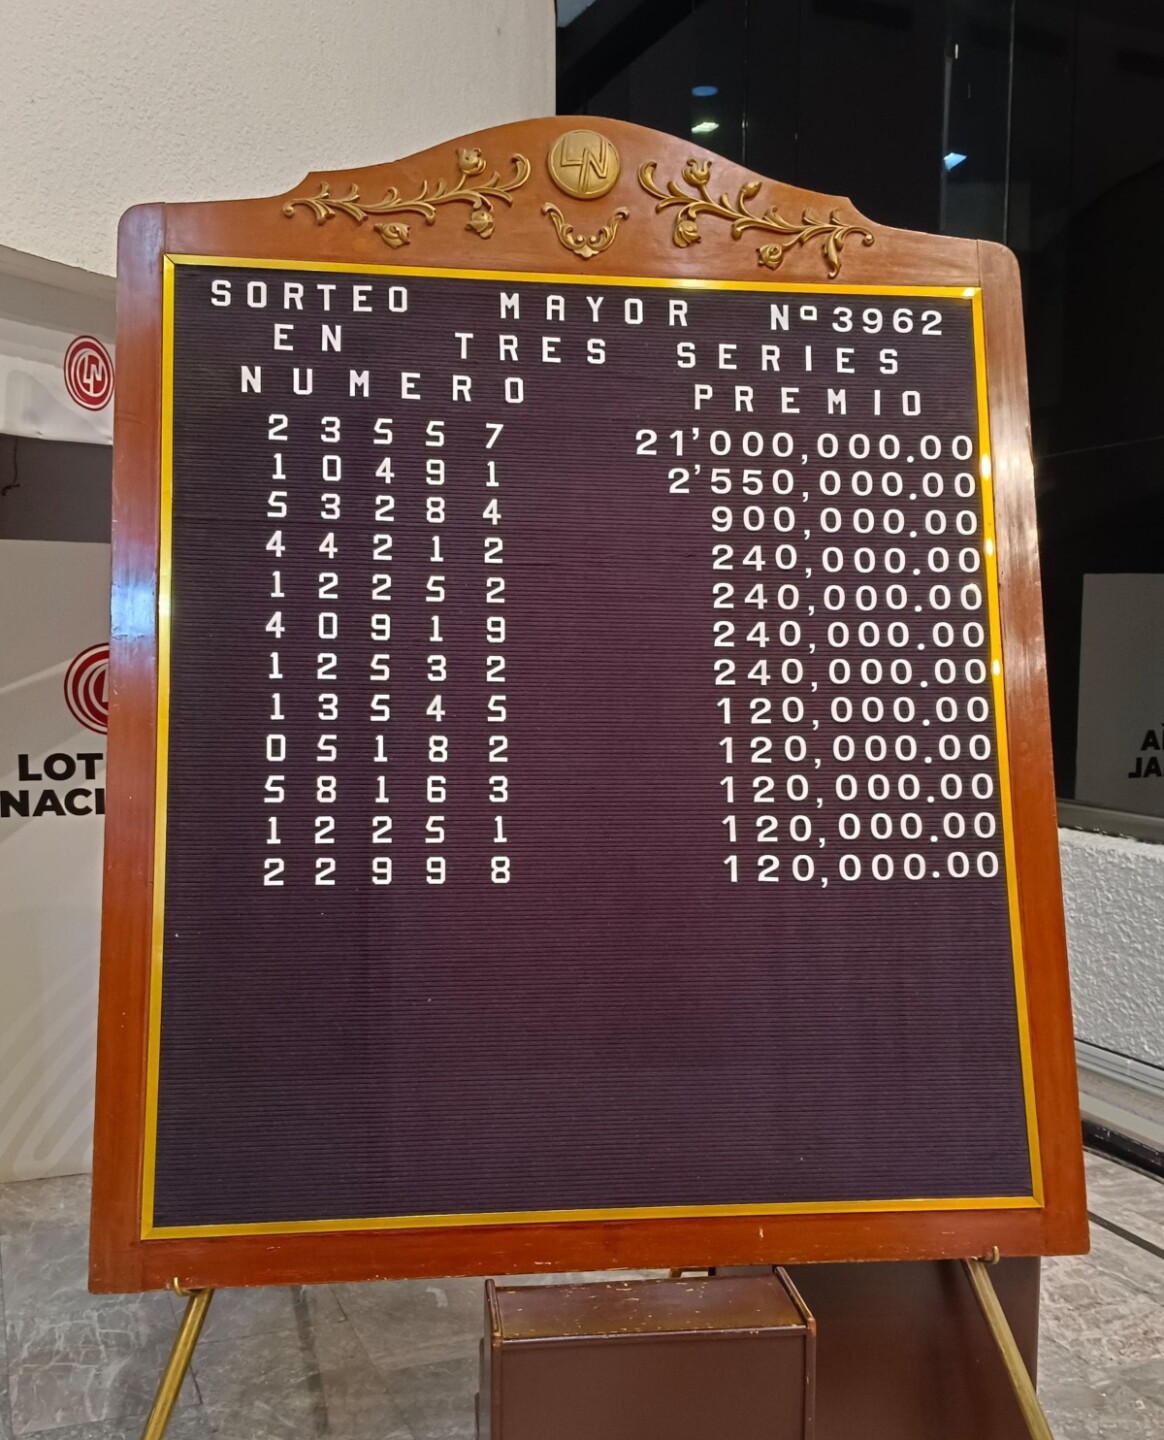 LN
SORTEO MAYOR Nº3962
EN TRES SERIES
NUMERO PREMIO
23557 21'000,000.00
10491 2'550,000.00
53284 900,000.00
44212 240,000.00
12252 240,000.00
40919 240,000.00
12532 240,000.00
13545 120,000.00
05182 120,000.00
58163 120,000.00
12251 120,000.00
22998 120,000.00
LN
LOT
NACI